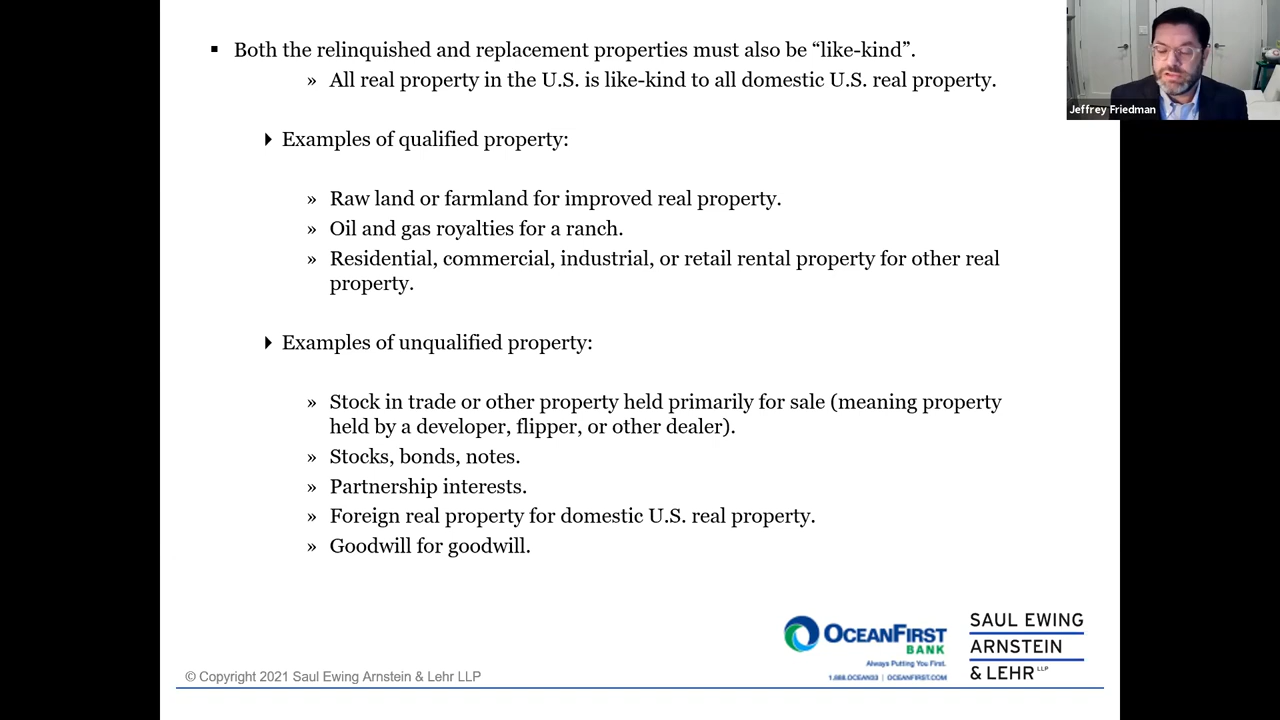 ▪ Both the relinquished and replacement properties must also be “like-kind”.
» All real property in the U.S. is like-kind to all domestic U.S. real property.
Examples of qualified property:
» Raw land or farmland for improved real property.
» Oil and gas royalties for a ranch.
» Residential, commercial, industrial, or retail rental property for other real
property.
Examples of unqualified property:
» Stock in trade or other property held primarily for sale (meaning property
held by a developer, flipper, or other dealer).
» Stocks, bonds, notes.
» Partnership interests.
» Foreign real property for domestic U.S. real property.
» Goodwill for goodwill.
Jeffrey Friedman
© Copyright 2021 Saul Ewing Arnstein & Lehr LLP
OCEANFIRST
BANK
Always Putting You First.
1.888.OCEAN33 | OCEANFIRST.COM
SAUL EWING
ARNSTEIN
& LEHR LLP